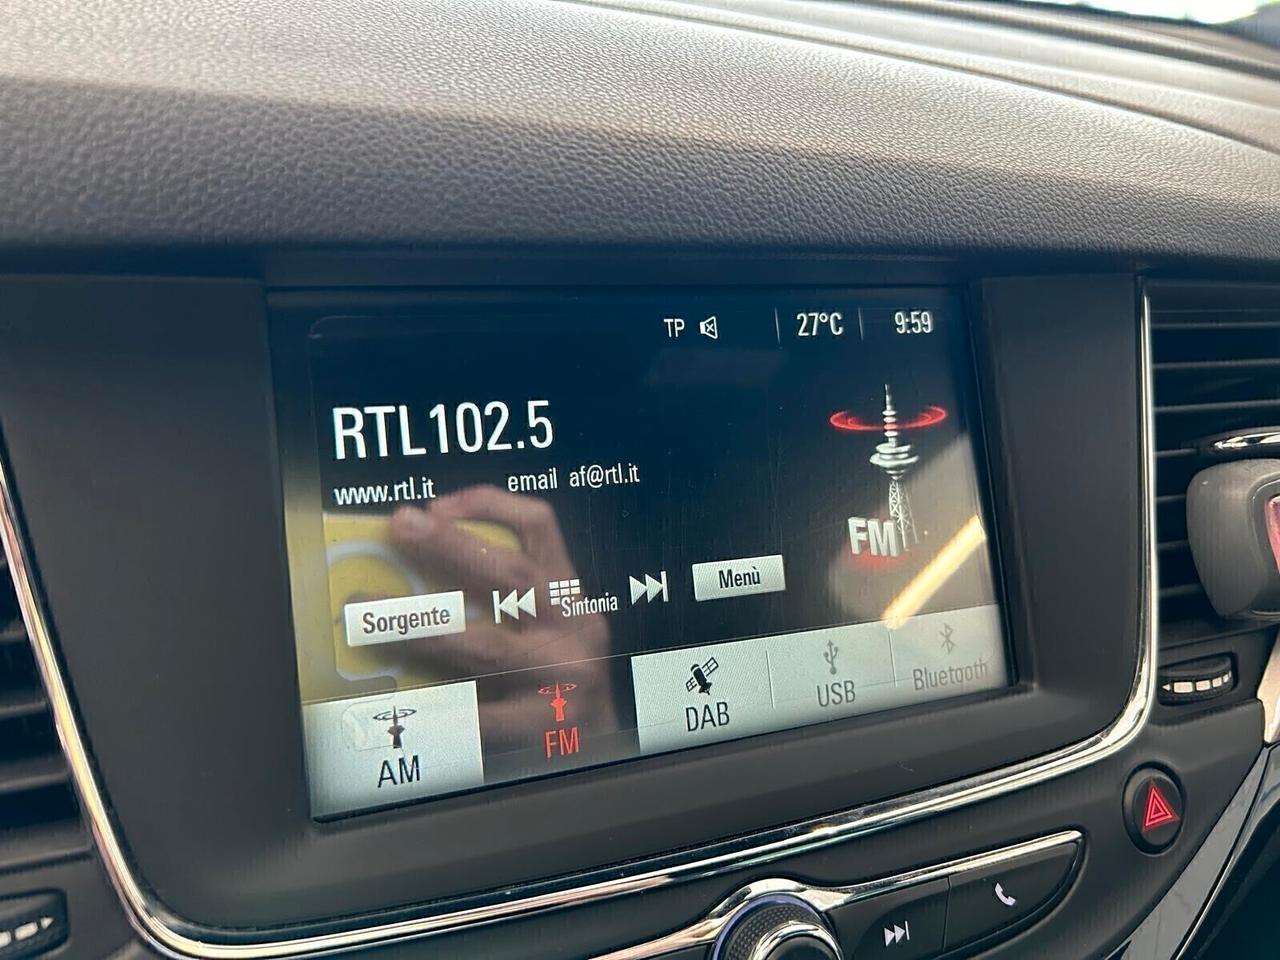 TP 27°C 9:59
RTL102.5
www.rtl.it email af@rtl.it
FM
Sorgente Sintonia Menù
AM FM DAB USB Bluetooth